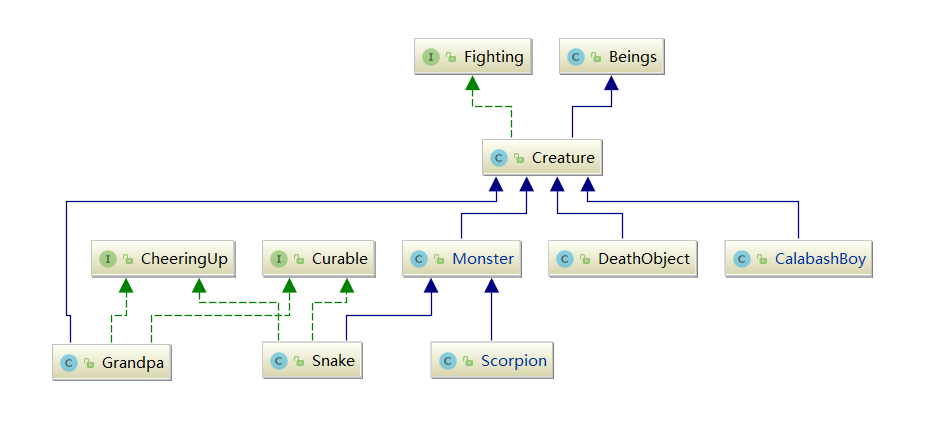 I Fighting
C Beings
C Creature
I CheeringUp
I Curable
C Monster
C DeathObject
C CalabashBoy
C Grandpa
C Snake
C Scorpion